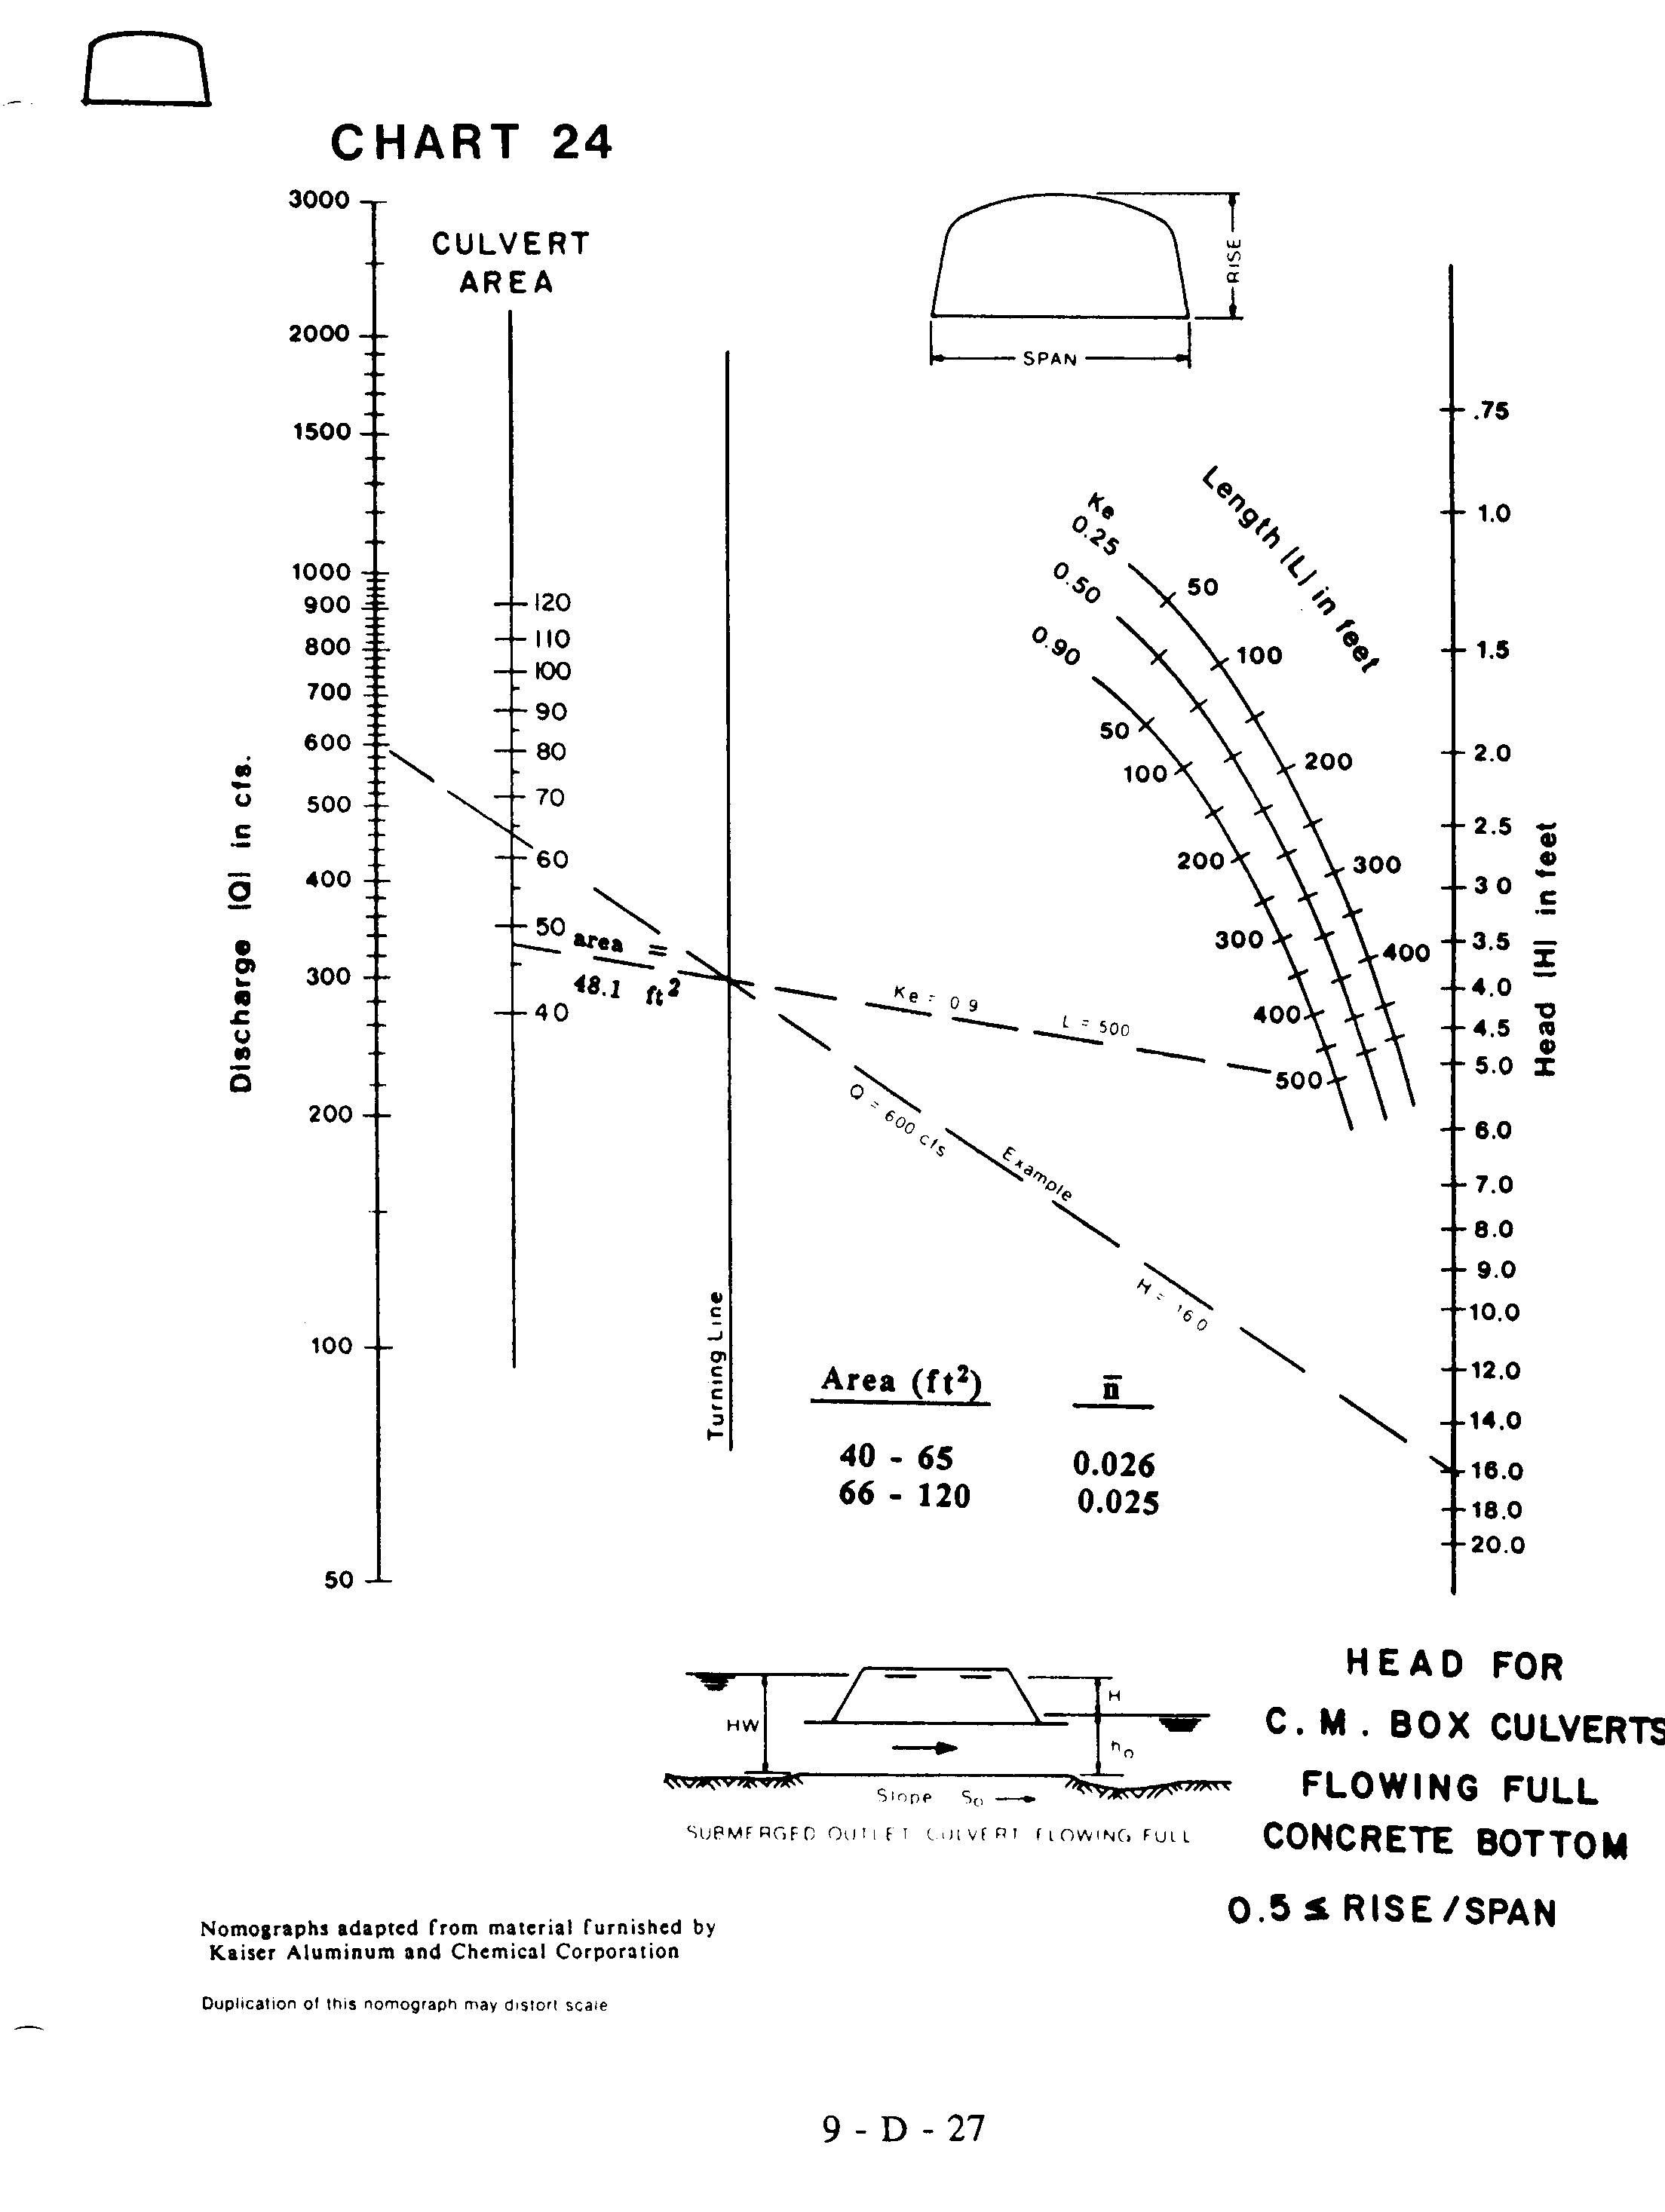 CHART 24
CULVERT
AREA
3000
2000
1500
1000
900
800
700
600
500
400
300
200
100
50
Discharge (Q) in cfs.
120
110
100
90
80
70
60
50
40
area =
48.1 ft²
Turning Line
RISE
SPAN
Ke
0.25
0.50
0.90
Length (L) in feet
50
100
200
300
400
50
100
200
300
400
500
Ke = 0.9
L = 500
Q = 600 cfs
Example
H = 16.0
.75
1.0
1.5
2.0
2.5
3 0
3.5
4.0
4.5
5.0
6.0
7.0
8.0
9.0
10.0
12.0
14.0
16.0
18.0
20.0
Head (H) in feet
Area (ft²) n̅
40 - 65 0.026
66 - 120 0.025
HW
H
ho
Slope So
SUBMERGED OUTLET CULVERT FLOWING FULL
HEAD FOR
C. M. BOX CULVERTS
FLOWING FULL
CONCRETE BOTTOM
0.5 ≤ RISE/SPAN
Nomographs adapted from material furnished by
Kaiser Aluminum and Chemical Corporation
Duplication of this nomograph may distort scale
9 - D - 27